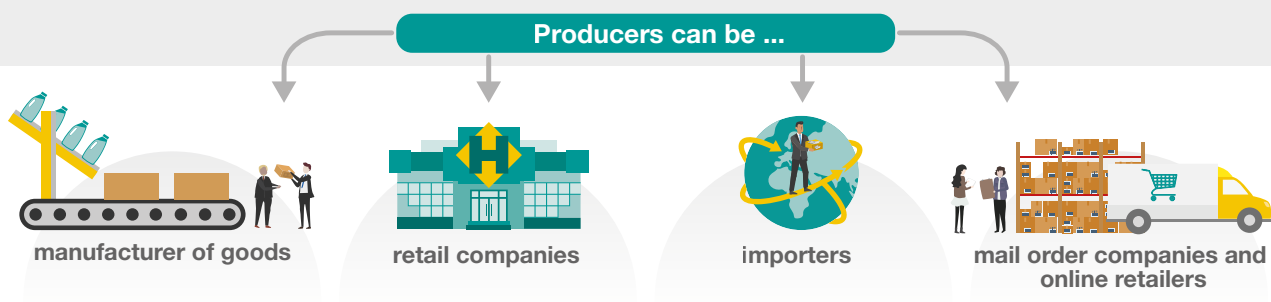 Producers can be ...
H
manufacturer of goods
retail companies
importers
mail order companies and
online retailers